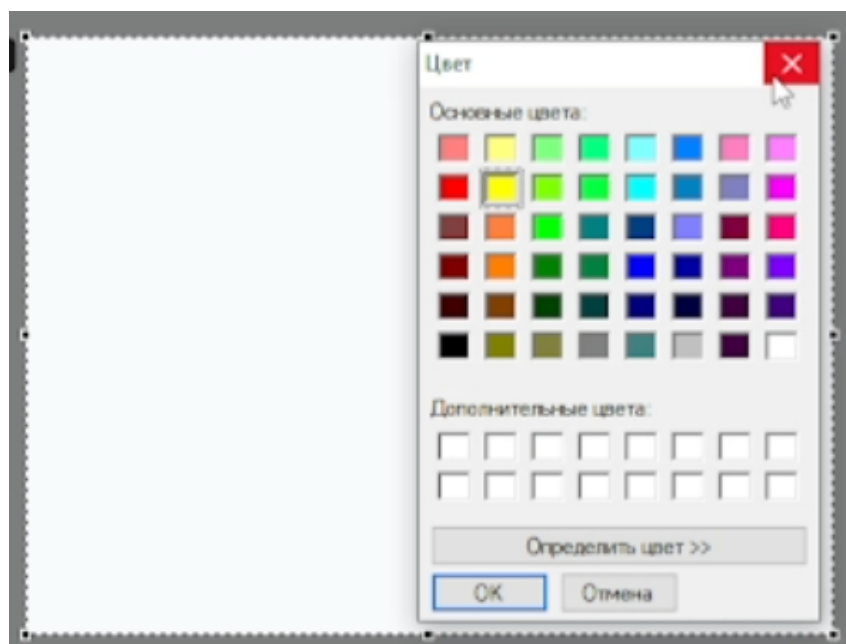 Цвет
Основные цвета:
Дополнительные цвета:
Определить цвет >>
OK
Отмена